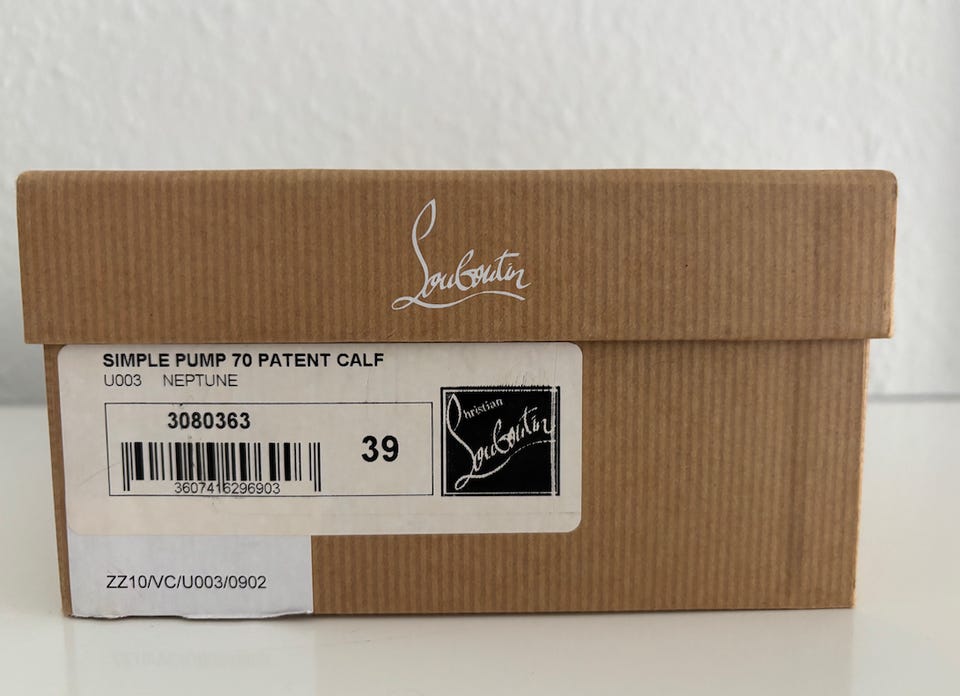 Louboutin
SIMPLE PUMP 70 PATENT CALF
U003 NEPTUNE
3080363
39
3607416296903
Christian
Louboutin
ZZ10/VC/U003/0902